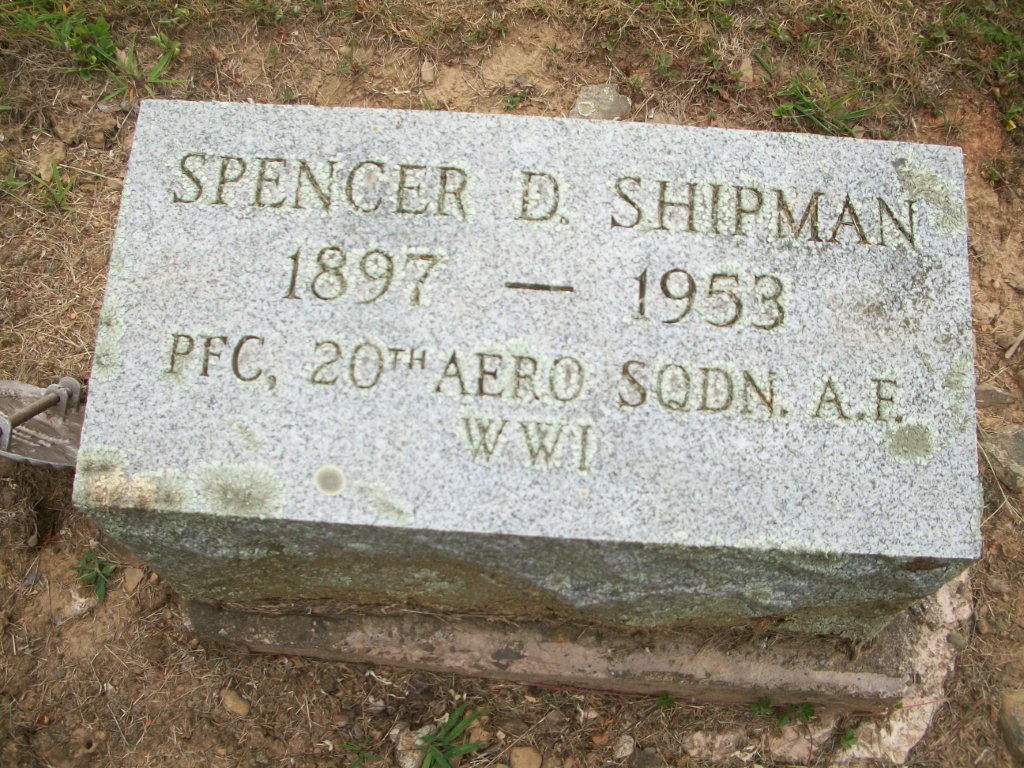 SPENCER D. SHIPMAN
1897 — 1953
PFC, 20TH AERO SQDN. A.E.
WWI